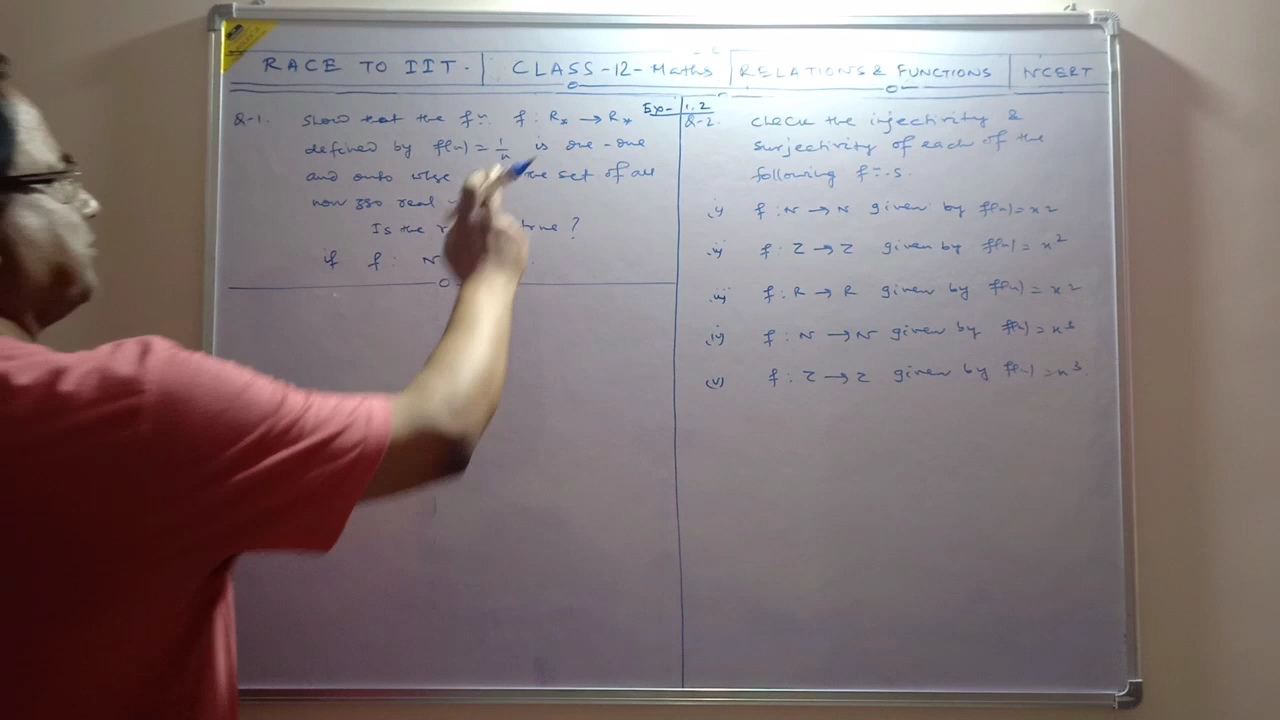 RACE TO IIT. CLASS-12-Maths RELATIONS & FUNCTIONS NCERT
Ex- 1.2
Q-1. Show that the fn. f: R* → R*
defined by f(x) = 1/x is one-one
and onto set of all
non zero real
Is the true?
if f: N
Q-2. Check the injectivity &
surjectivity of each of the
following fn.s.
(i) f: N → N given by f(x) = x2
(ii) f: Z → Z given by f(x) = x²
(iii) f: R → R given by f(x) = x2
(iv) f: N → N given by f(x) = x³
(v) f: Z → Z given by f(x) = x³.